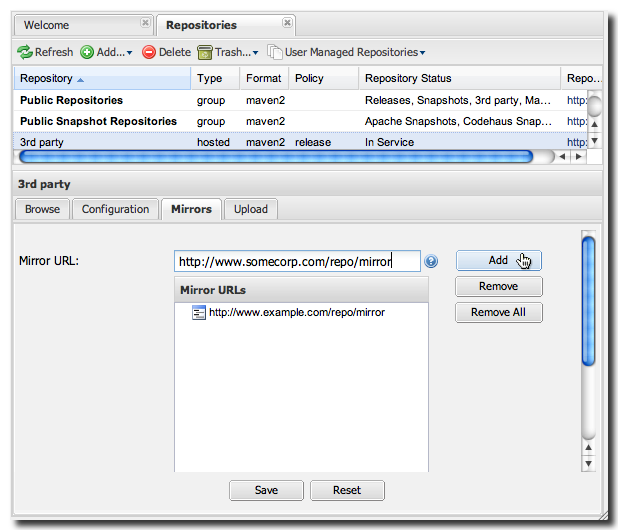 Welcome Repositories
Refresh Add... Delete Trash... User Managed Repositories
Repository Type Format Policy Repository Status Repo...
Public Repositories group maven2 Releases, Snapshots, 3rd party, Ma... http:
Public Snapshot Repositories group maven2 Apache Snapshots, Codehaus Snap... http:
3rd party hosted maven2 release In Service http:
3rd party
Browse Configuration Mirrors Upload
Mirror URL: http://www.somecorp.com/repo/mirror ? Add
Mirror URLs Remove
http://www.example.com/repo/mirror Remove All
Save Reset